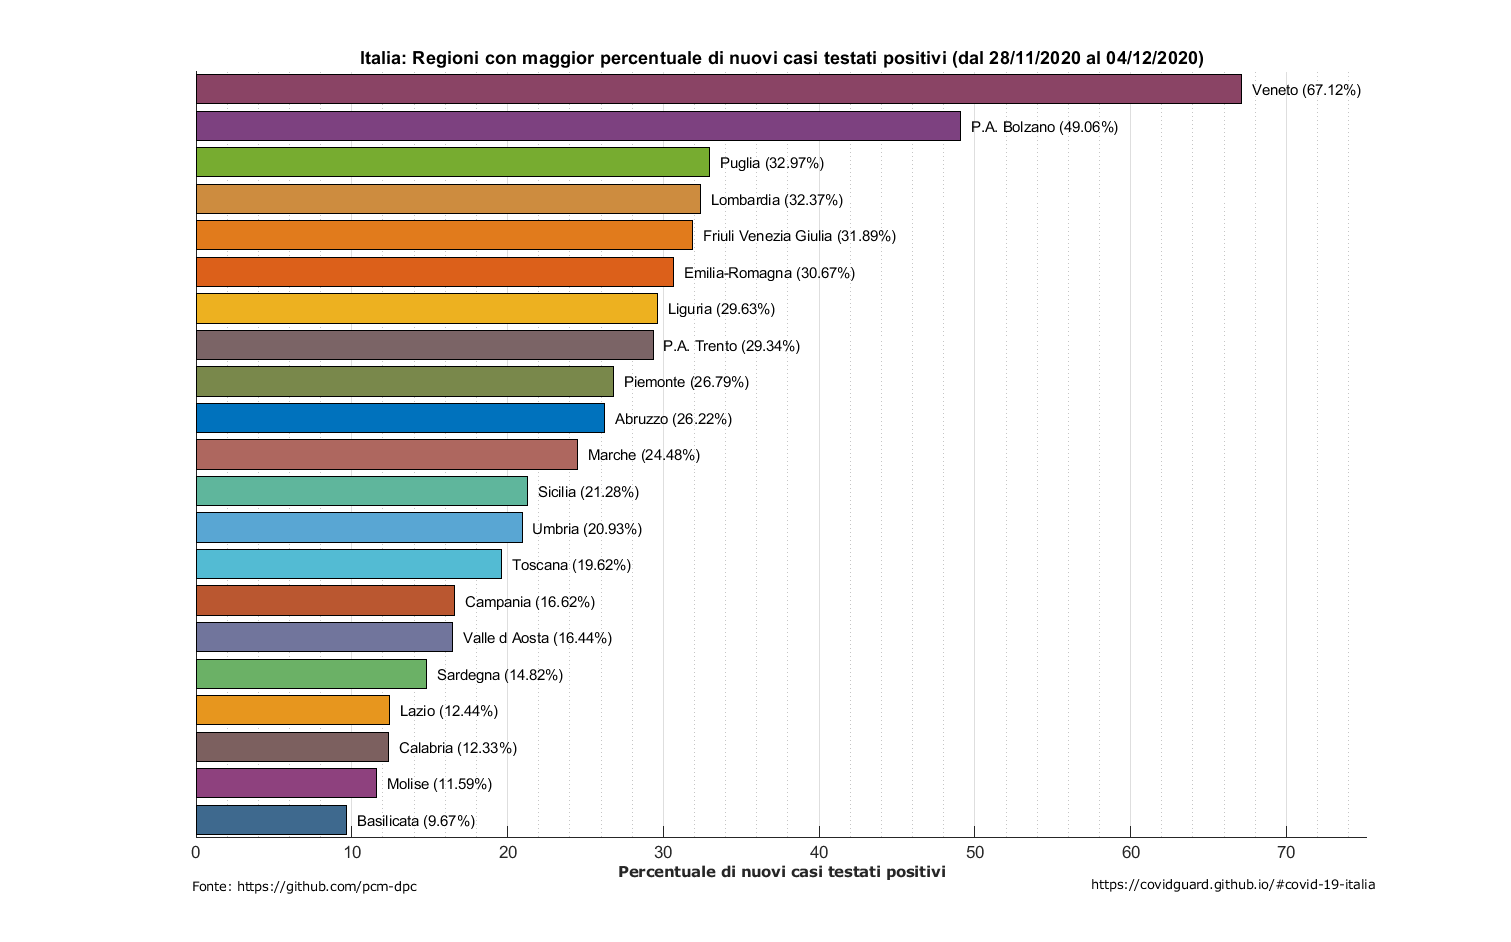 Italia: Regioni con maggior percentuale di nuovi casi testati positivi (dal 28/11/2020 al 04/12/2020)
Veneto (67.12%)
P.A. Bolzano (49.06%)
Puglia (32.97%)
Lombardia (32.37%)
Friuli Venezia Giulia (31.89%)
Emilia-Romagna (30.67%)
Liguria (29.63%)
P.A. Trento (29.34%)
Piemonte (26.79%)
Abruzzo (26.22%)
Marche (24.48%)
Sicilia (21.28%)
Umbria (20.93%)
Toscana (19.62%)
Campania (16.62%)
Valle d Aosta (16.44%)
Sardegna (14.82%)
Lazio (12.44%)
Calabria (12.33%)
Molise (11.59%)
Basilicata (9.67%)
0 10 20 30 40 50 60 70
Percentuale di nuovi casi testati positivi
Fonte: https://github.com/pcm-dpc
https://covidguard.github.io/#covid-19-italia